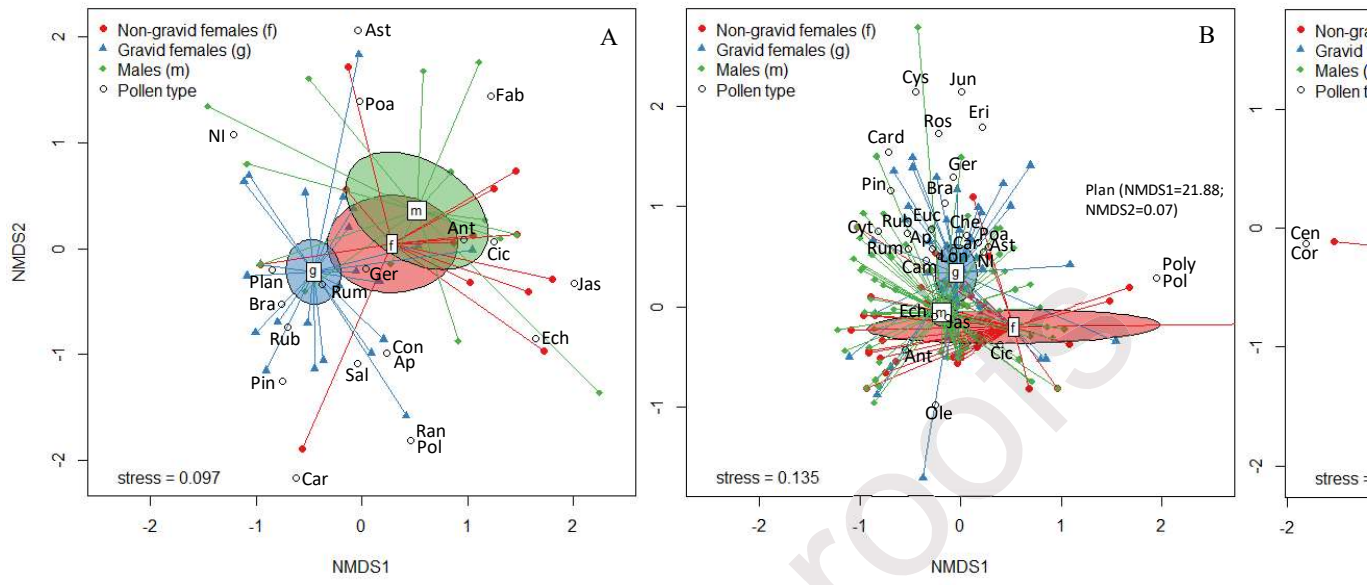 Non-gravid females (f)
Gravid females (g)
Males (m)
Pollen type
A
Ast
Poa
Fab
NI
m
Ant
Cic
f
g
Plan
Ger
Rum
Bra
Rub
Jas
Ech
Con
Ap
Sal
Pin
Ran
Pol
Car
stress = 0.097
2
1
0
-1
-2
-2
-1
0
1
2
NMDS2
NMDS1
Non-gravid females (f)
Gravid females (g)
Males (m)
Pollen type
B
Cys
Jun
Ros
Eri
Card
Ger
Pin
Bra
Plan (NMDS1=21.88;
NMDS2=0.07)
Cyt
Rub
Euc
Che
Ap
Car
Poa
Ast
Rum
Lon
NI
Cam
g
Poly
Pol
Ech
m
Jas
f
Ant
Cic
Ole
stress = 0.135
2
1
0
-1
-2
-1
0
1
2
NMDS1
Non-gra
Gravid
Males (
Pollen t
Cen
Cor
stress =
1
0
-1
-2
-2
roofs